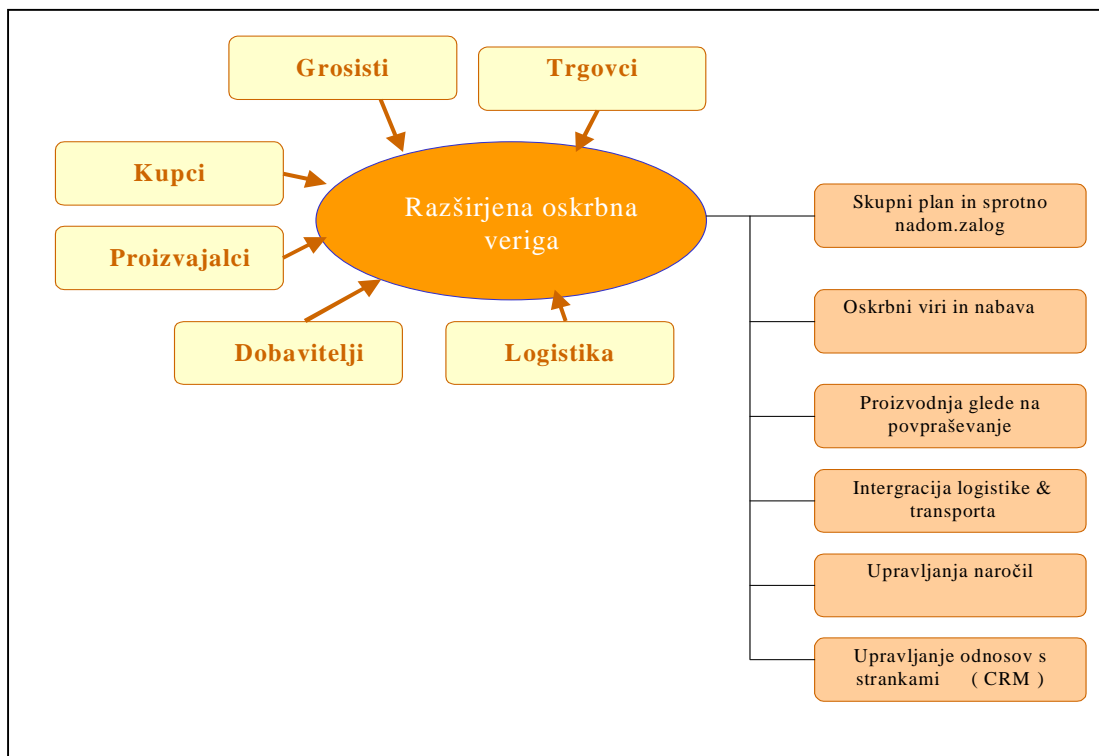 Grosisti
Trgovci
Kupci
Proizvajalci
Dobavitelji
Logistika
Razširjena oskrbna
veriga
Skupni plan in sprotno
nadom.zalog
Oskrbni viri in nabava
Proizvodnja glede na
povpraševanje
Intergracija logistike &
transporta
Upravljanja naročil
Upravljanje odnosov s
strankami ( CRM )